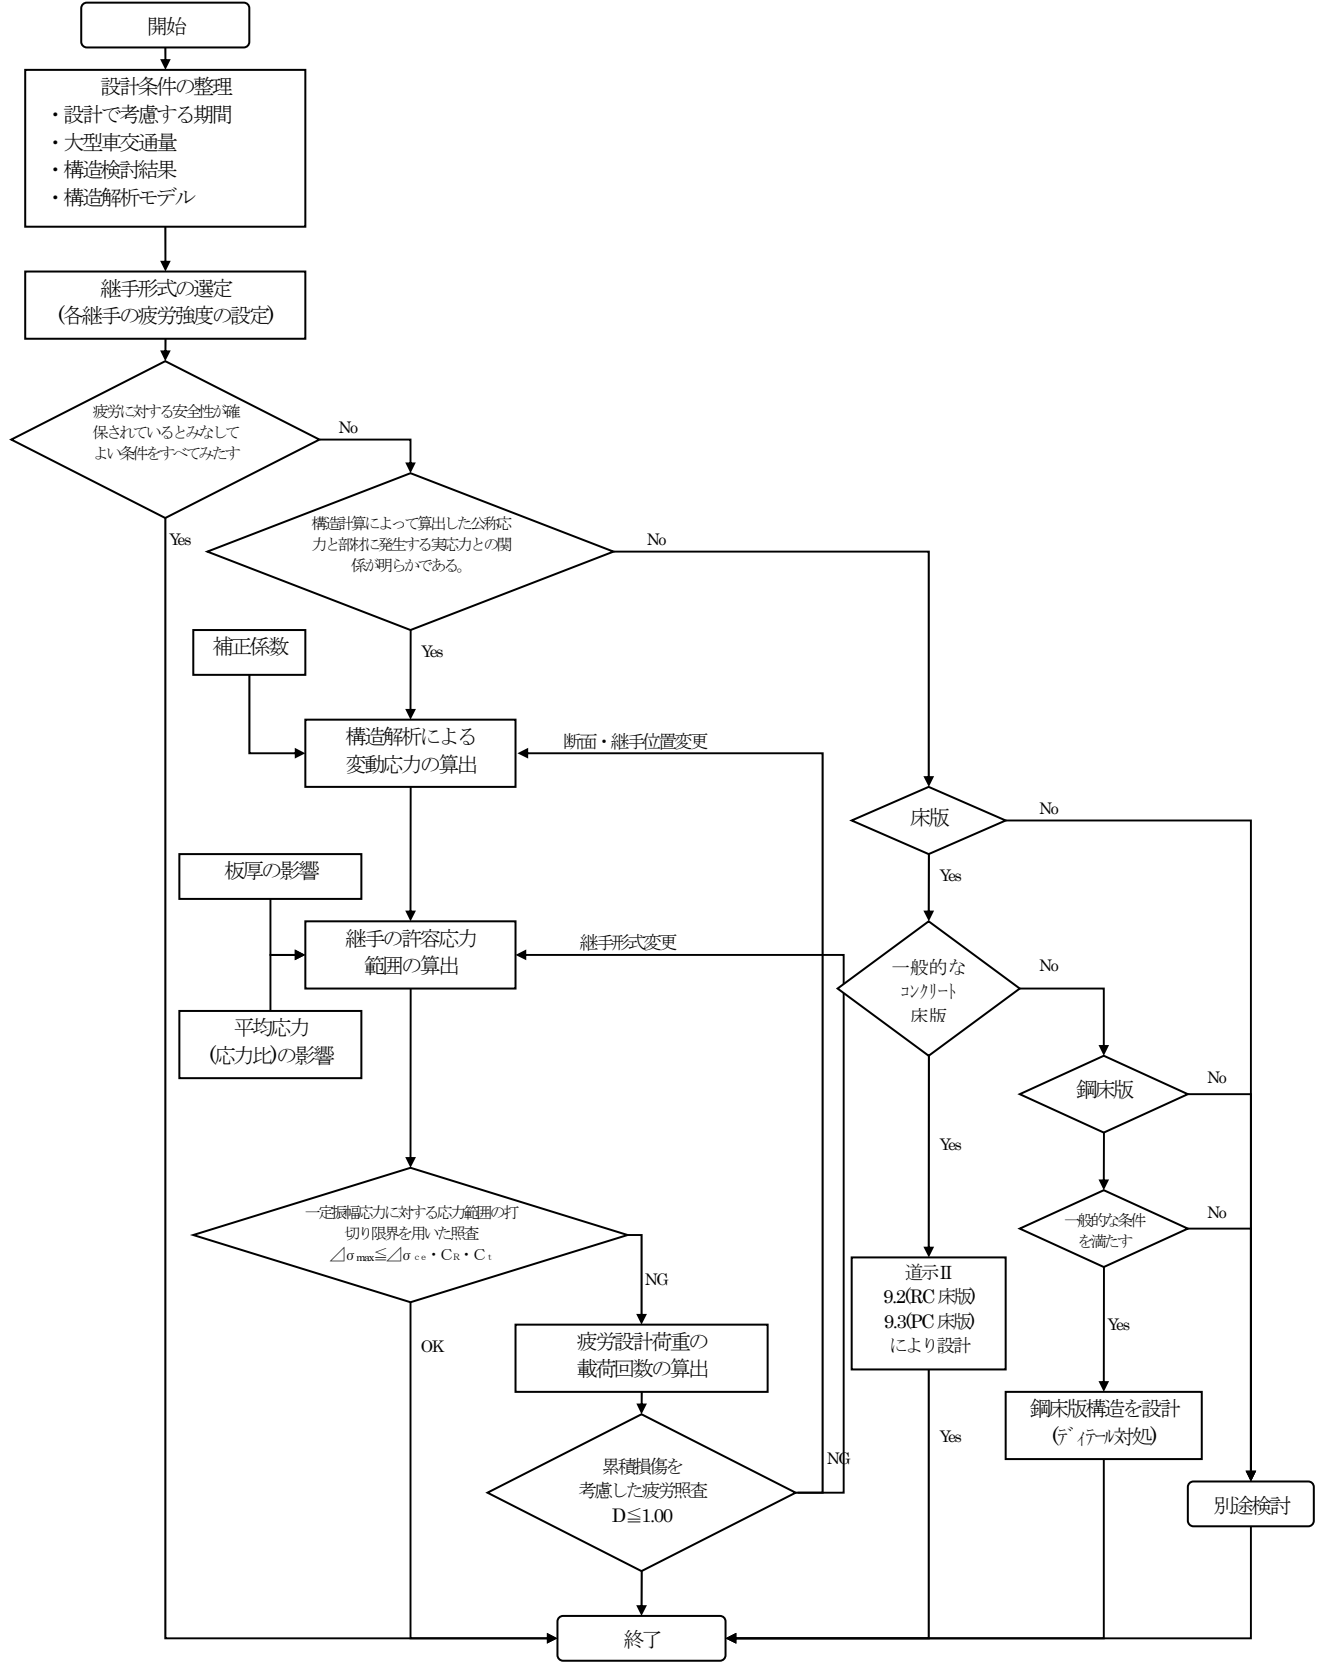 開始
設計条件の整理
・設計で考慮する期間
・大型車交通量
・構造検討結果
・構造解析モデル
継手形式の選定
(各継手の疲労強度の設定)
疲労に対する安全性が確
保されているとみなして
よい条件をすべてみたす
No
Yes
構造計算によって算出した公称応
力と部材に発生する実応力との関
係が明らかである。
No
Yes
補正係数
構造解析による
変動応力の算出
断面・継手位置変更
床版
No
Yes
板厚の影響
継手の許容応力
範囲の算出
継手形式変更
平均応力
(応力比)の影響
一般的な
コンクリート
床版
No
Yes
鋼床版
No
一般的な条件
を満たす
No
Yes
一定振幅応力に対する応力範囲の打
切り限界を用いた照査
⊿σmax≦⊿σce・CR・Ct
NG
OK
疲労設計荷重の
載荷回数の算出
道示Ⅱ
9.2(RC 床版)
9.3(PC 床版)
により設計
Yes
鋼床版構造を設計
(ディテール対処)
累積損傷を
考慮した疲労照査
D≦1.00
NG
別途検討
終了